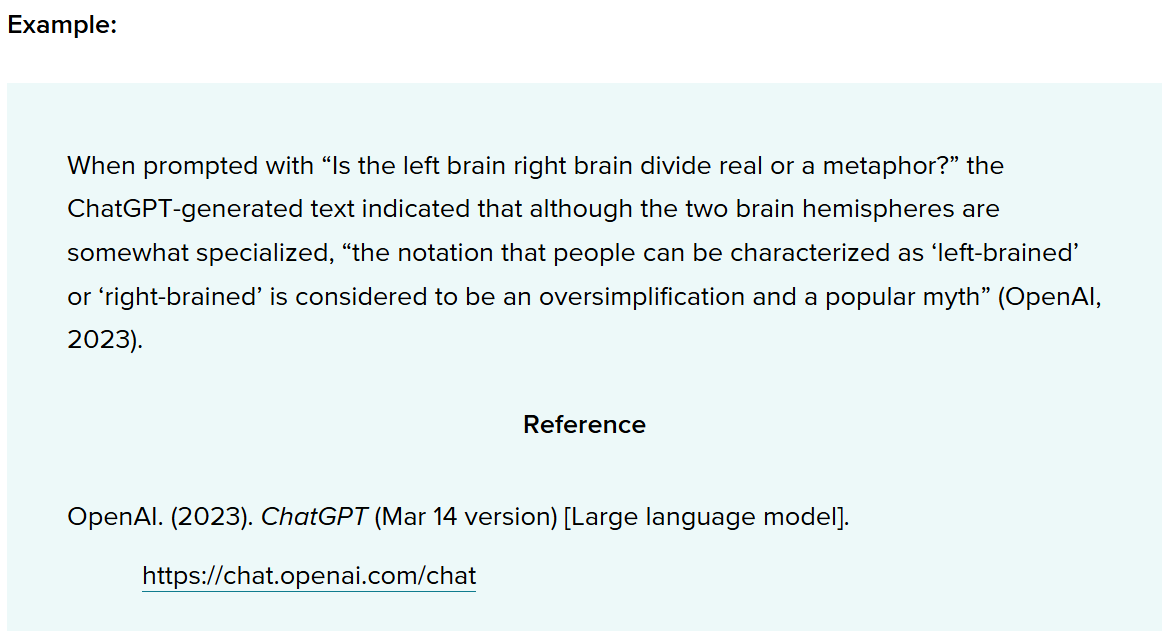 Example:
When prompted with “Is the left brain right brain divide real or a metaphor?” the
ChatGPT-generated text indicated that although the two brain hemispheres are
somewhat specialized, “the notation that people can be characterized as ‘left-brained’
or ‘right-brained’ is considered to be an oversimplification and a popular myth” (OpenAI,
2023).
Reference
OpenAI. (2023). ChatGPT (Mar 14 version) [Large language model].
https://chat.openai.com/chat